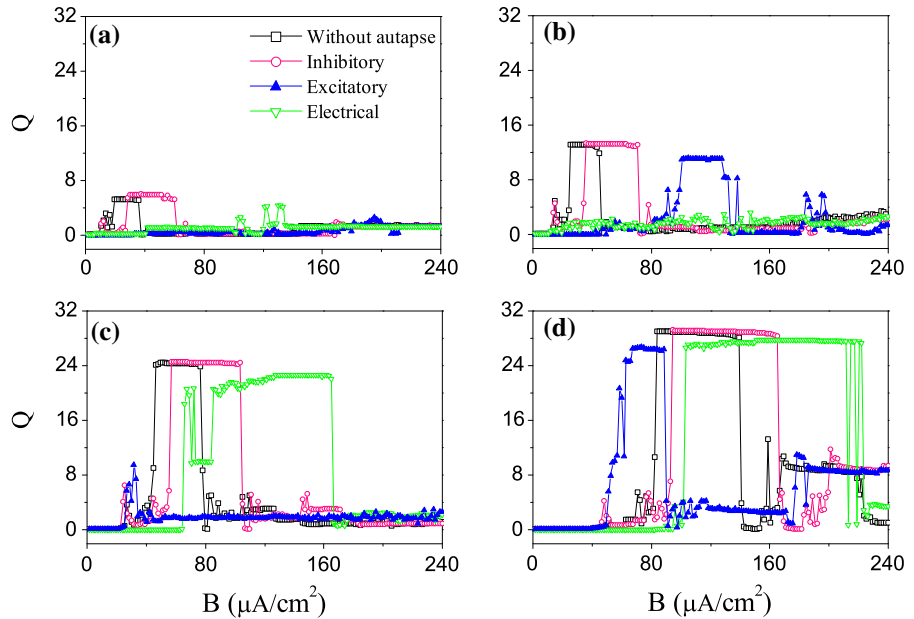 32
24
16
8
0
Q
(a)
Without autapse
Inhibitory
Excitatory
Electrical
0 80 160 240
32
24
16
8
0
(b)
0 80 160 240
32
24
16
8
0
Q
(c)
0 80 160 240
B (μA/cm²)
32
24
16
8
0
(d)
0 80 160 240
B (μA/cm²)